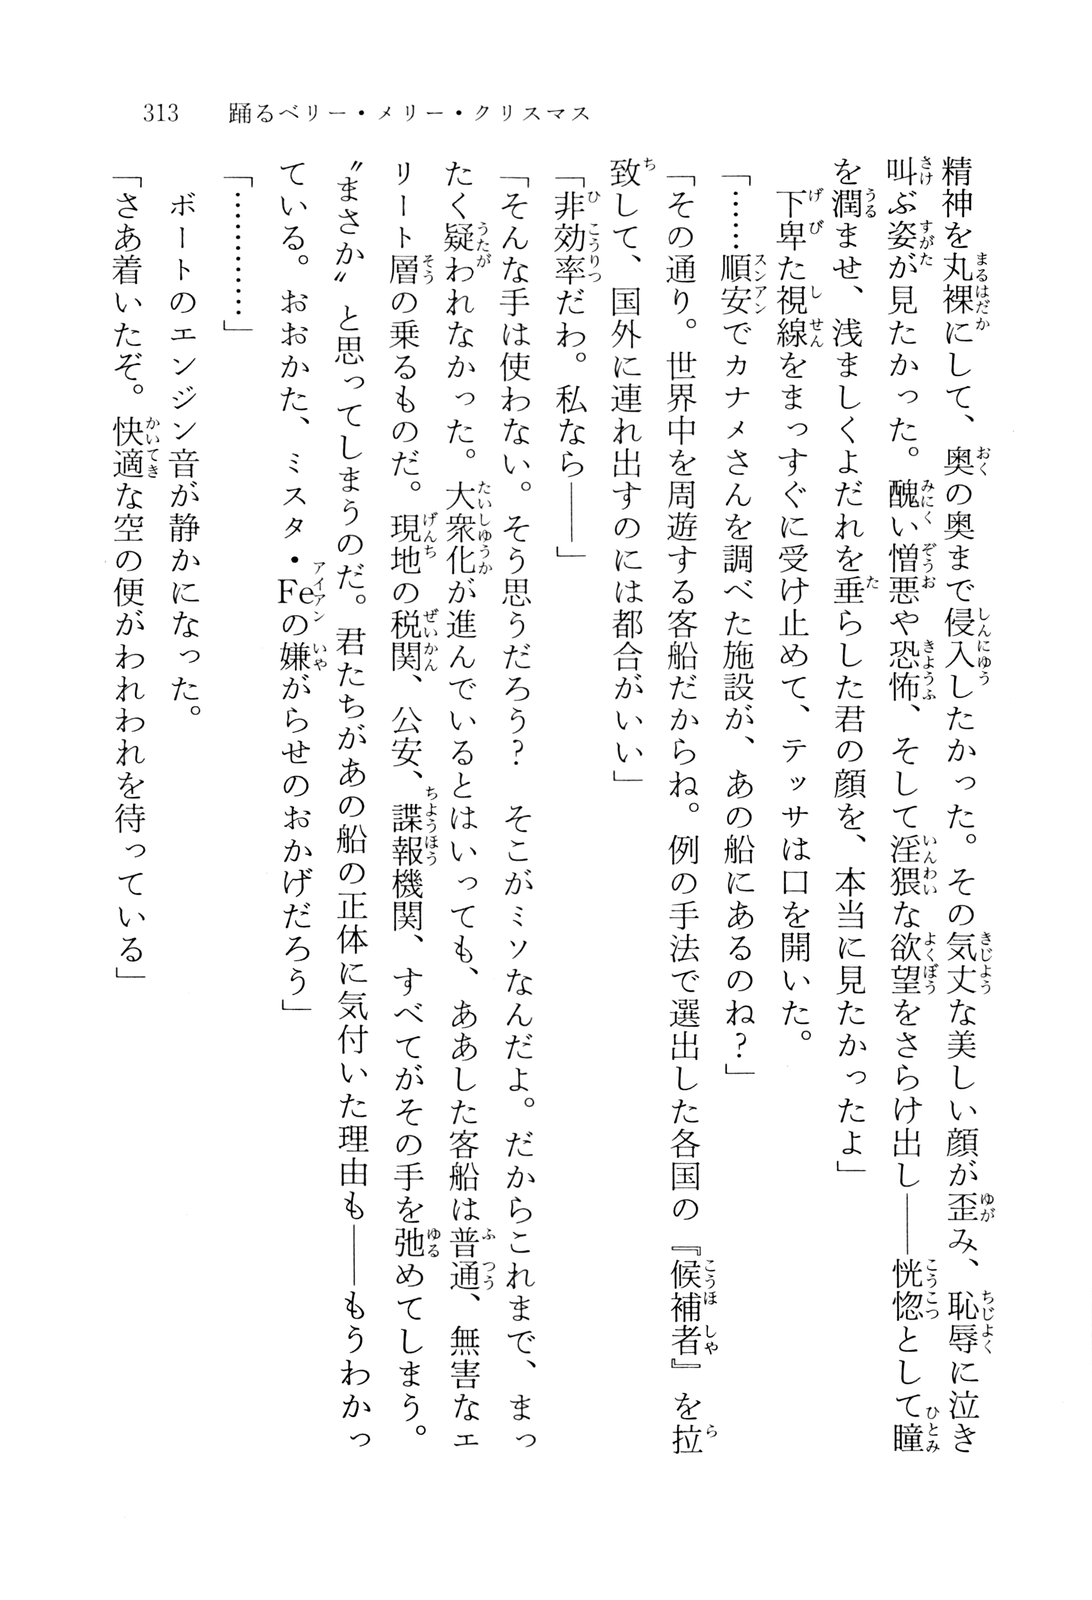 313 踊るベリー・メリー・クリスマス
精神を丸裸にして、奥の奥まで侵入したかった。その気丈な美しい顔が歪み、恥辱に泣き
叫ぶ姿が見たかった。醜い憎悪や恐怖、そして淫猥な欲望をさらけ出し――恍惚として瞳
を潤ませ、浅ましくよだれを垂らした君の顔を、本当に見たかったよ」
　下卑た視線をまっすぐに受け止めて、テッサは口を開いた。
「……順安でカナメさんを調べた施設が、あの船にあるのね?」
「その通り。世界中を周遊する客船だからね。例の手法で選出した各国の『候補者』を拉
致して、国外に連れ出すのには都合がいい」
「非効率だわ。私なら――」
「そんな手は使わない。そう思うだろう?　そこがミソなんだよ。だからこれまで、まっ
たく疑われなかった。大衆化が進んでいるとはいっても、ああした客船は普通、無害なエ
リート層の乗るものだ。現地の税関、公安、諜報機関、すべてがその手を弛めてしまう。
〝まさか〟と思ってしまうのだ。君たちがあの船の正体に気付いた理由も――もうわかっ
ている。おおかた、ミスタ・Feの嫌がらせのおかげだろう」
「…………」
　ボートのエンジン音が静かになった。
「さあ着いたぞ。快適な空の便がわれわれを待っている」